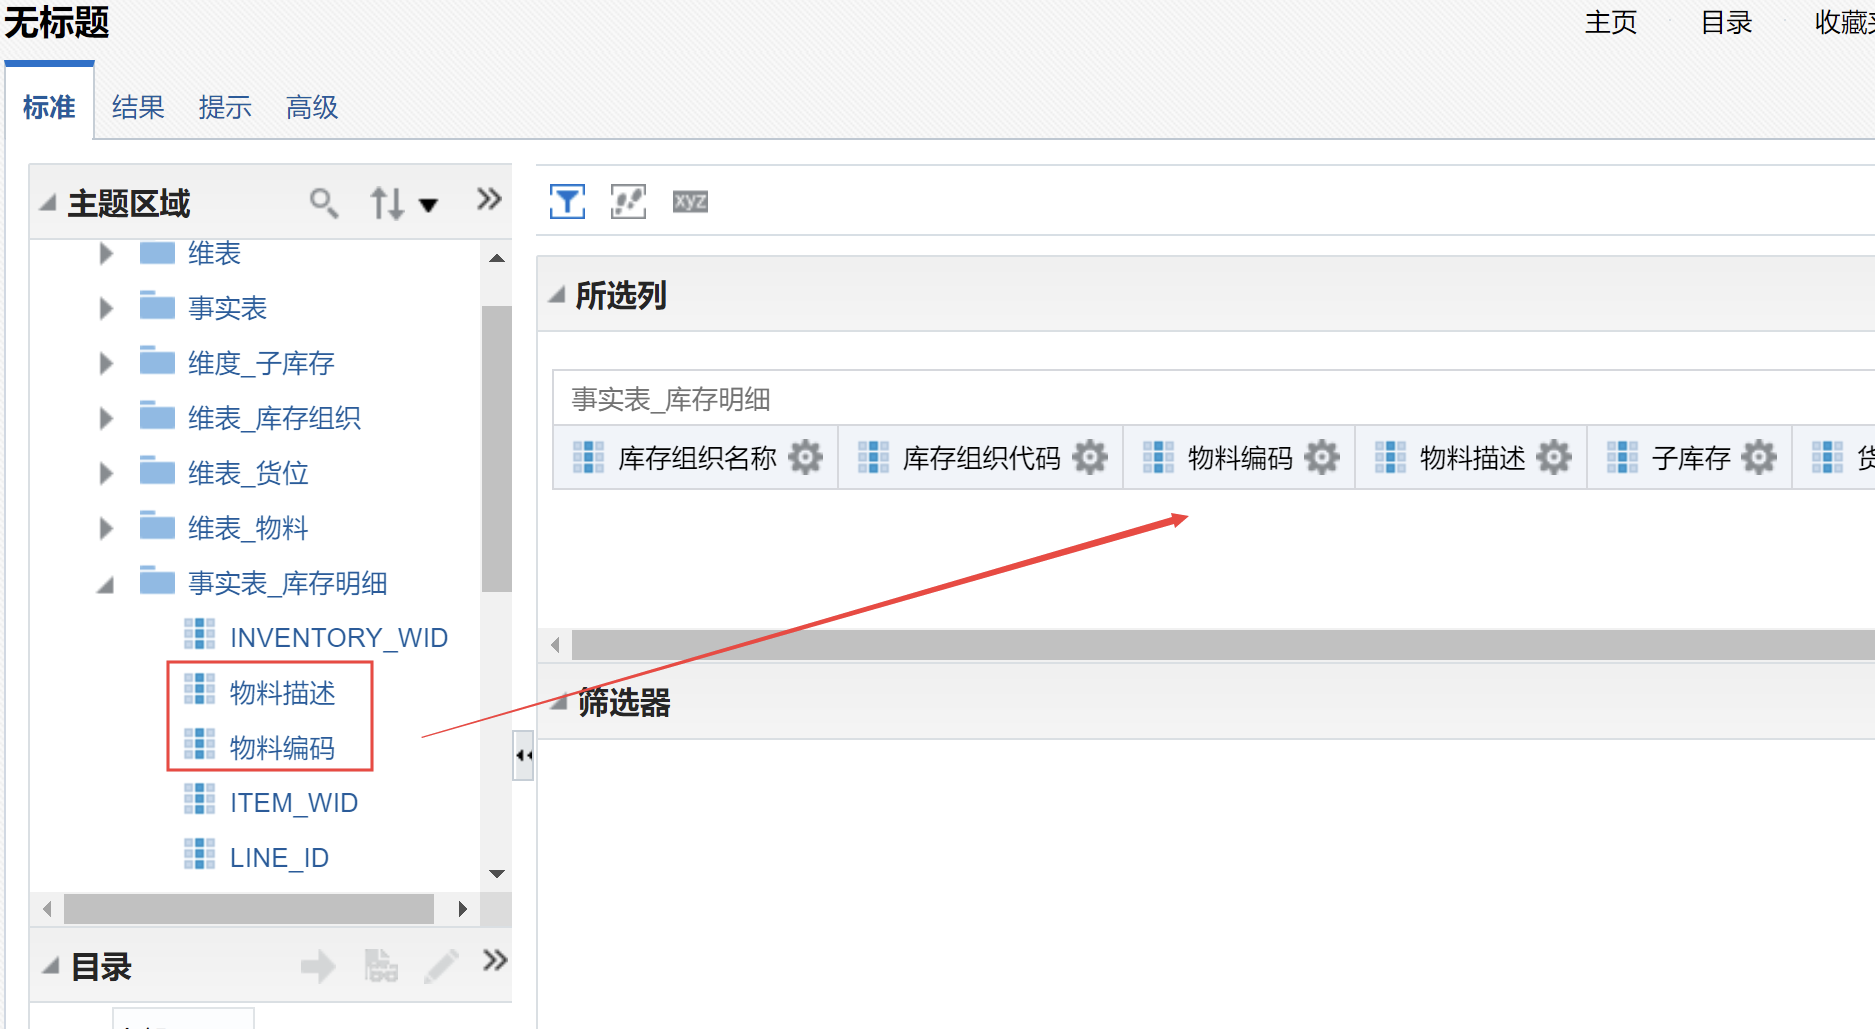 无标题
主页 目录 收藏夹
标准 结果 提示 高级
主题区域
维表
事实表
维度_子库存
维表_库存组织
维表_货位
维表_物料
事实表_库存明细
INVENTORY_WID
物料描述
物料编码
ITEM_WID
LINE_ID
目录
xyz
所选列
事实表_库存明细
库存组织名称 库存组织代码 物料编码 物料描述 子库存
筛选器